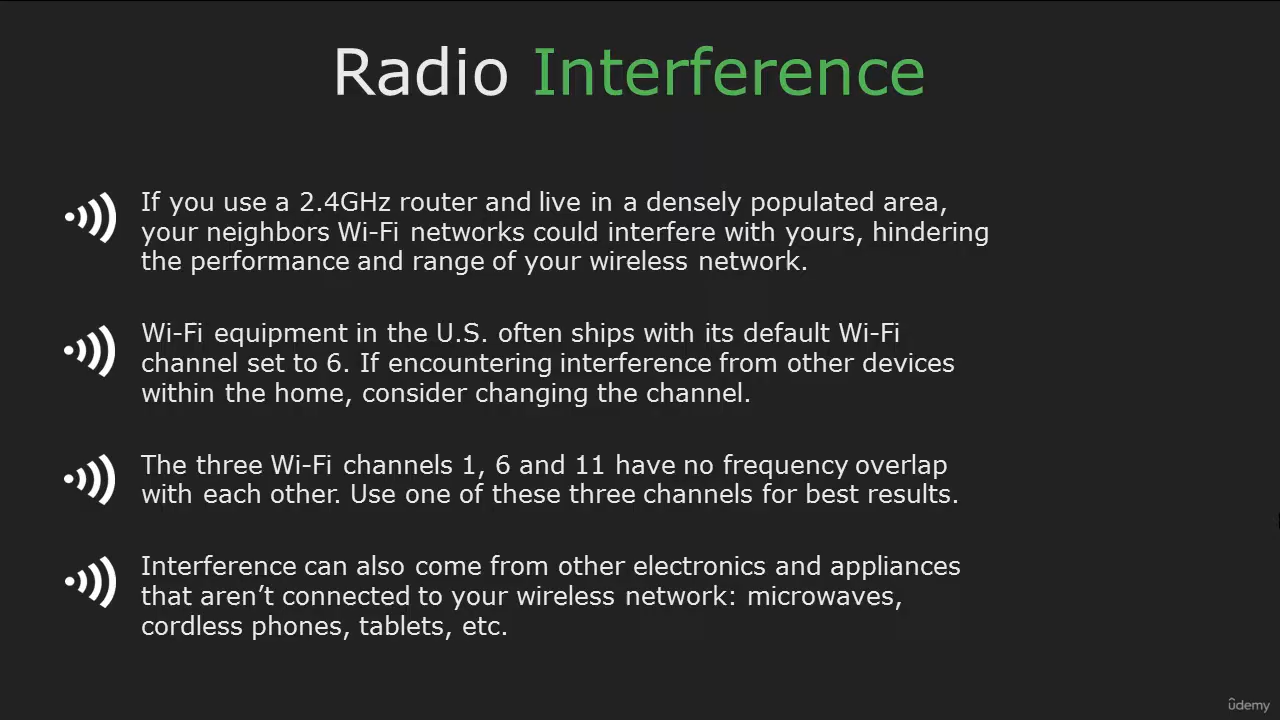 Radio Interference
If you use a 2.4GHz router and live in a densely populated area,
your neighbors Wi-Fi networks could interfere with yours, hindering
the performance and range of your wireless network.
Wi-Fi equipment in the U.S. often ships with its default Wi-Fi
channel set to 6. If encountering interference from other devices
within the home, consider changing the channel.
The three Wi-Fi channels 1, 6 and 11 have no frequency overlap
with each other. Use one of these three channels for best results.
Interference can also come from other electronics and appliances
that aren’t connected to your wireless network: microwaves,
cordless phones, tablets, etc.
ûdemy